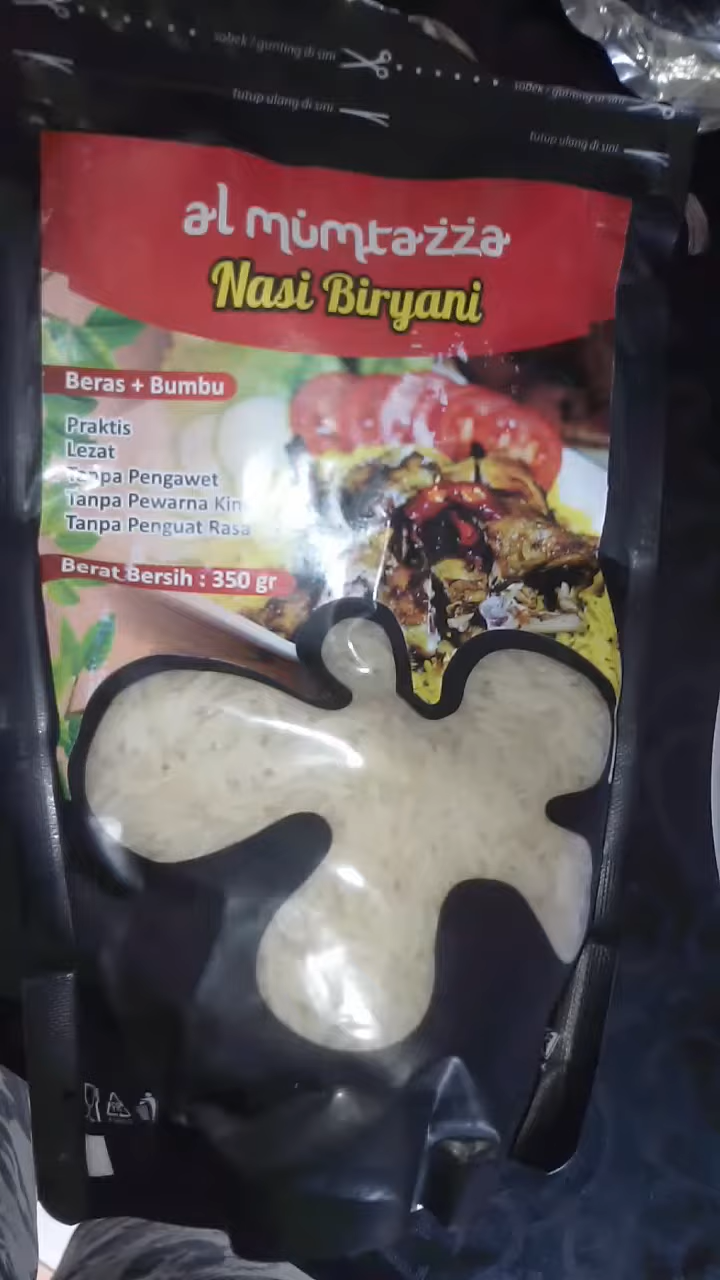 sobek / gunting di sini
sobek / gunting di sini
tutup ulang di sini
tutup ulang di sini
al mumtazza
Nasi Biryani
Beras + Bumbu
Praktis
Lezat
Tanpa Pengawet
Tanpa Pewarna Kim
Tanpa Penguat Rasa
Berat Bersih : 350 gr